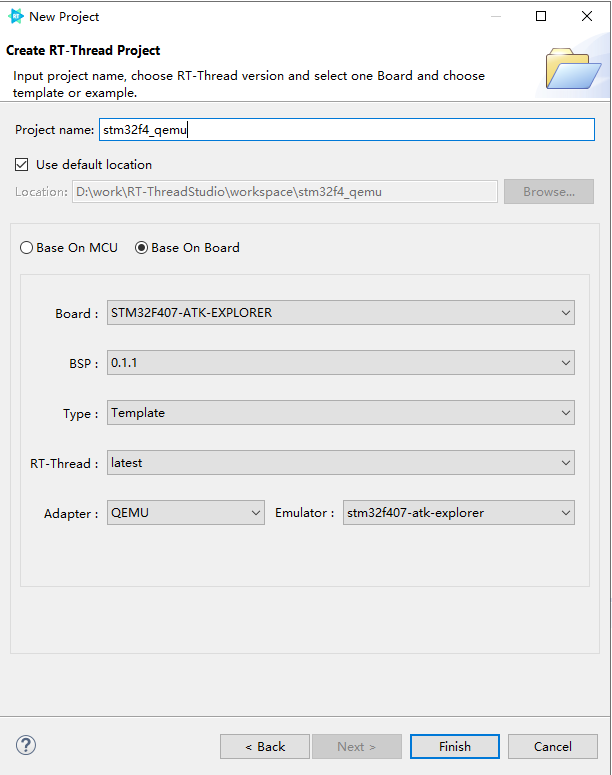 New Project
Create RT-Thread Project
Input project name, choose RT-Thread version and select one Board and choose
template or example.
Project name: stm32f4_qemu
Use default location
Location: D:\work\RT-ThreadStudio\workspace\stm32f4_qemu Browse...
Base On MCU Base On Board
Board : STM32F407-ATK-EXPLORER
BSP : 0.1.1
Type : Template
RT-Thread : latest
Adapter : QEMU Emulator : stm32f407-atk-explorer
? < Back Next > Finish Cancel